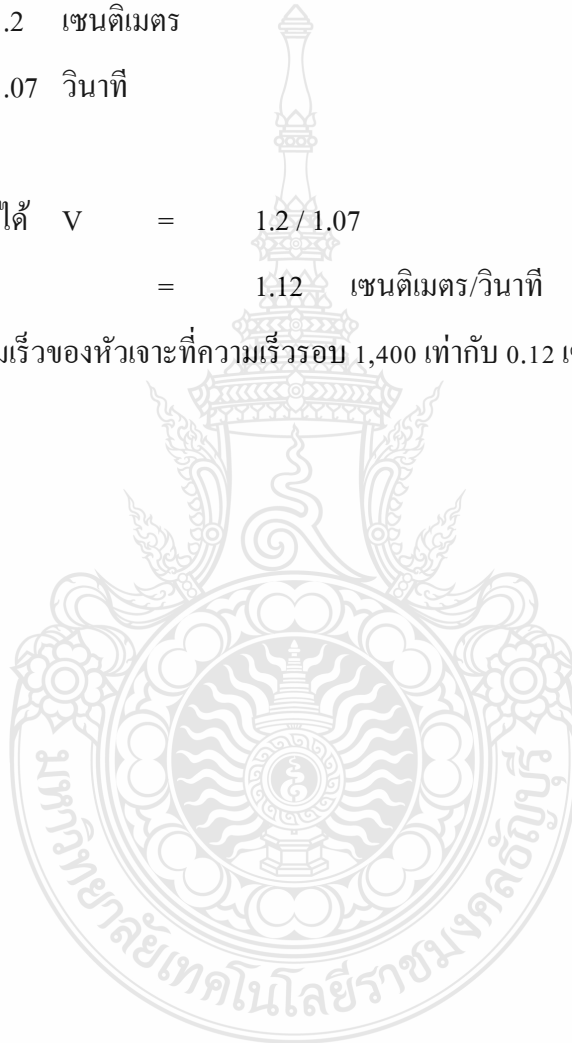 .2 เซนติเมตร
.07 วินาที
ได้ V = 1.2 / 1.07
= 1.12 เซนติเมตร/วินาที
มเร็วของหัวเจาะที่ความเร็วรอบ 1,400 เท่ากับ 0.12 เ
มหาวิทยาลัยเทคโนโลยีราชมงคลธัญบุรี